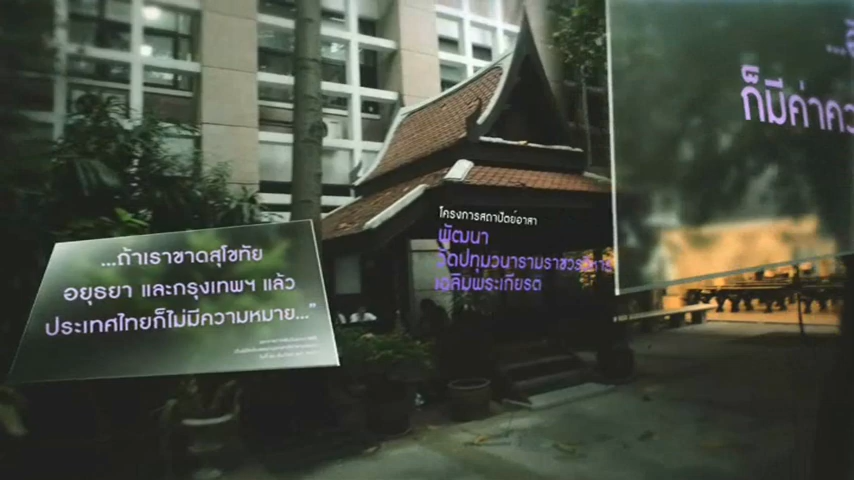 ...ถ้าเราขาดสุโขทัย
อยุธยา และกรุงเทพฯ แล้ว
ประเทศไทยก็ไม่มีความหมาย..."
โครงการสถาปัตย์อาสา
พัฒนา
วัดปทุมวนารามราชวรวิหาร
เฉลิมพระเกียรติ
ก็มีค่าคว